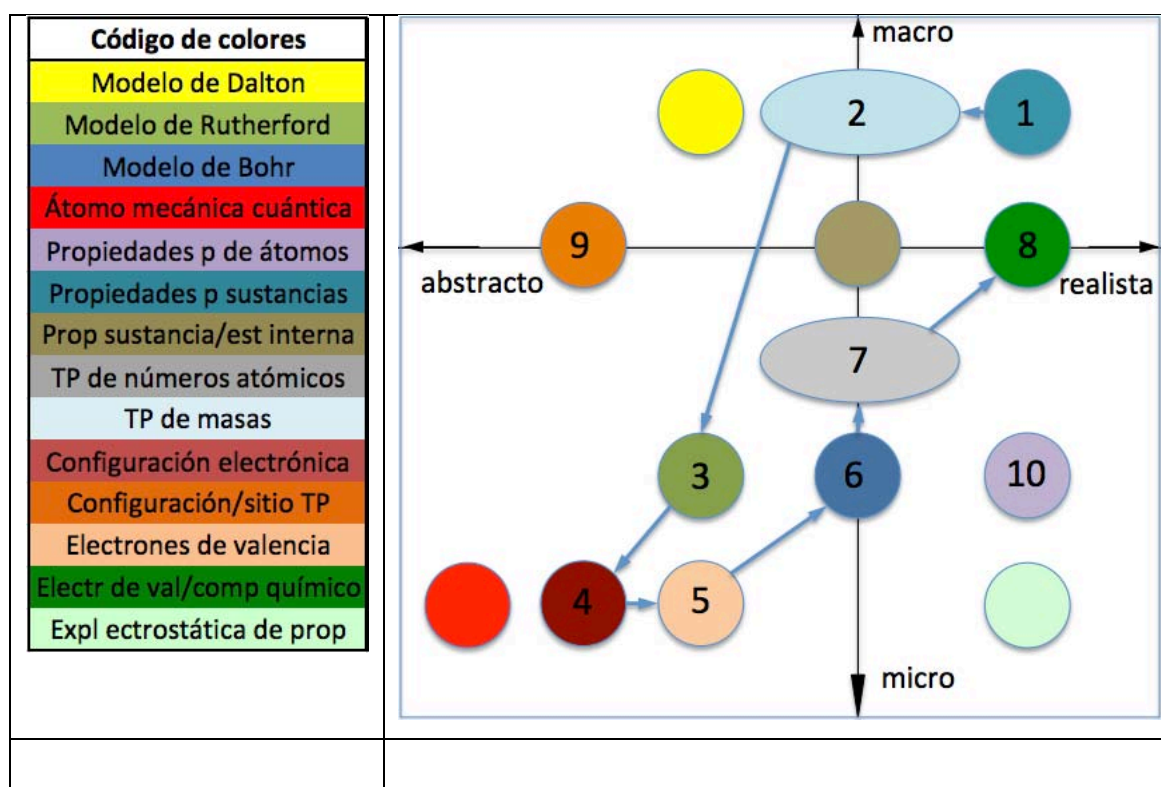 Código de colores
Modelo de Dalton
Modelo de Rutherford
Modelo de Bohr
Átomo mecánica cuántica
Propiedades p de átomos
Propiedades p sustancias
Prop sustancia/est interna
TP de números atómicos
TP de masas
Configuración electrónica
Configuración/sitio TP
Electrones de valencia
Electr de val/comp químico
Expl ectrostática de prop
macro
2
1
9
8
abstracto
realista
7
3
6
10
4
5
micro